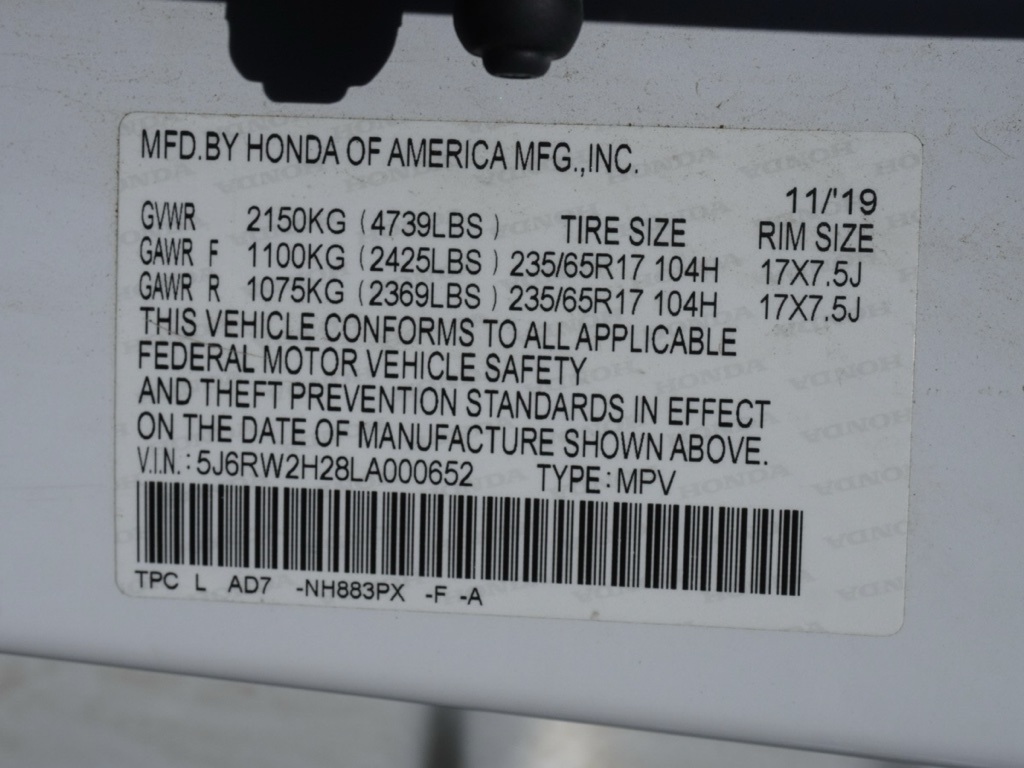 MFD.BY HONDA OF AMERICA MFG.,INC.
11/'19
GVWR 2150KG (4739LBS) TIRE SIZE RIM SIZE
GAWR F 1100KG (2425LBS) 235/65R17 104H 17X7.5J
GAWR R 1075KG (2369LBS) 235/65R17 104H 17X7.5J
THIS VEHICLE CONFORMS TO ALL APPLICABLE
FEDERAL MOTOR VEHICLE SAFETY
AND THEFT PREVENTION STANDARDS IN EFFECT
ON THE DATE OF MANUFACTURE SHOWN ABOVE.
V.I.N.: 5J6RW2H28LA000652 TYPE: MPV
TPC L AD7 -NH883PX -F -A